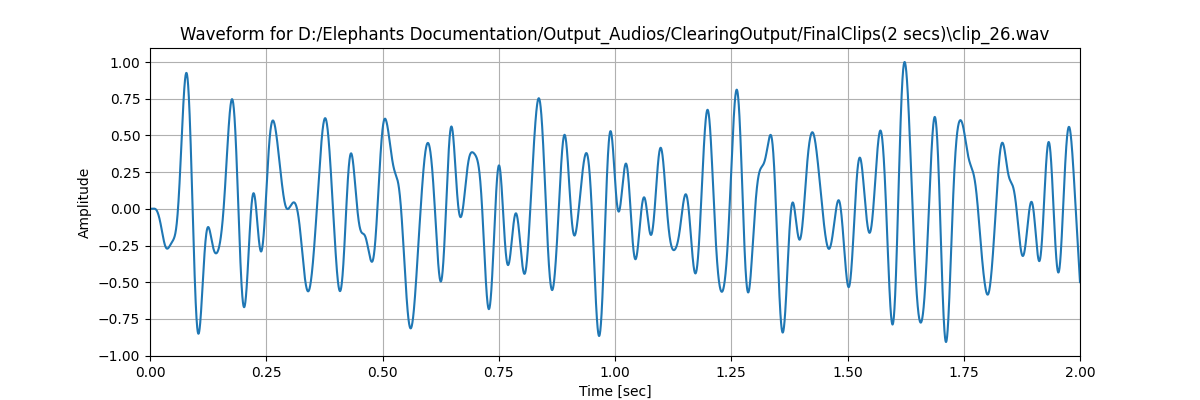 Waveform for D:/Elephants Documentation/Output_Audios/ClearingOutput/FinalClips(2 secs)\clip_26.wav
1.00
0.75
0.50
0.25
0.00
−0.25
−0.50
−0.75
−1.00
Amplitude
0.00 0.25 0.50 0.75 1.00 1.25 1.50 1.75 2.00
Time [sec]